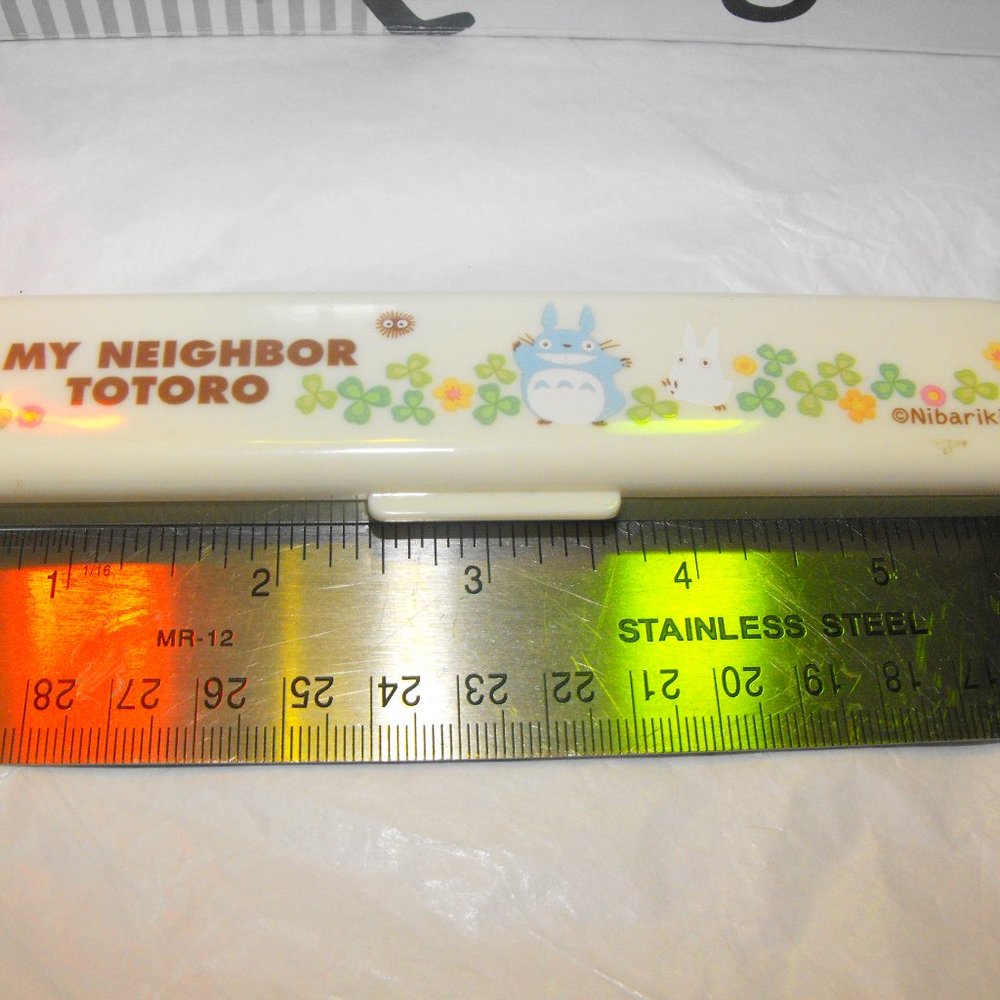 MY NEIGHBOR
TOTORO
©Nibariki
1 1/16 2 3 4 5
MR-12
STAINLESS STEEL
28 27 26 25 24 23 22 21 20 19 18 17